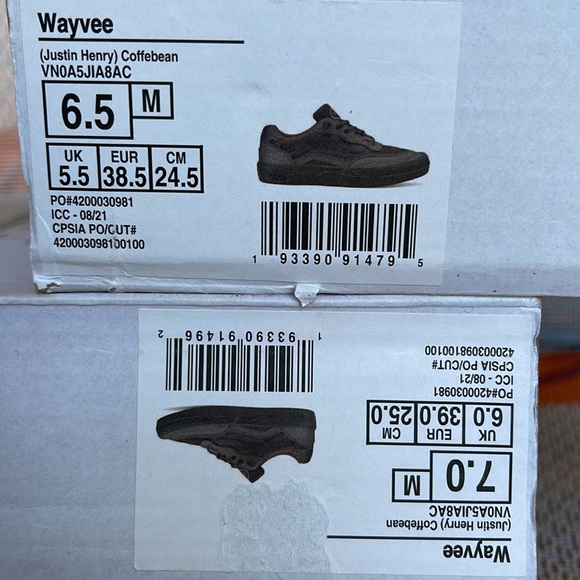 Wayvee
(Justin Henry) Coffebean
VN0A5JIA8AC
6.5 M
UK EUR CM
5.5 38.5 24.5
PO#4200030981
ICC - 08/21
CPSIA PO/CUT#
420003098100100
1 93390 91479 5
Wayvee
(Justin Henry) Coffebean
VN0A5JIA8AC
7.0 M
UK EUR CM
6.0 39.0 25.0
PO#4200030981
ICC - 08/21
CPSIA PO/CUT#
420003098100100
1 93390 91496 2